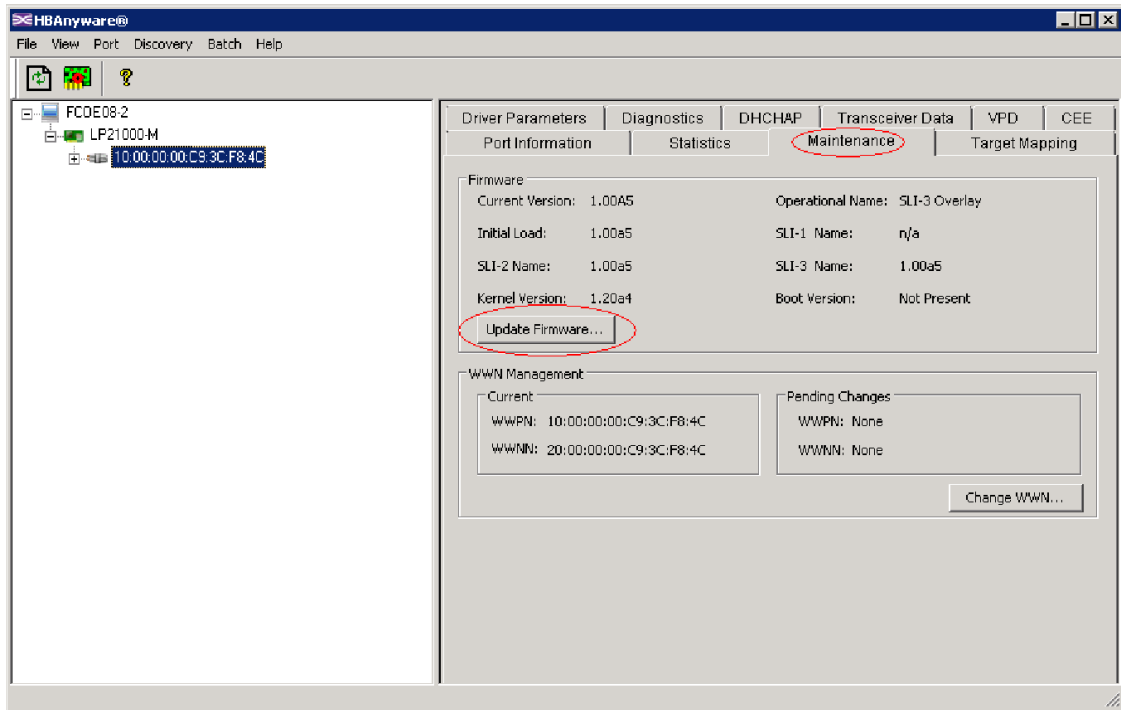 HBAnyware®
File View Port Discovery Batch Help
FCOE08-2
LP21000-M
10:00:00:00:C9:3C:F8:4C
Driver Parameters Diagnostics DHCHAP Transceiver Data VPD CEE
Port Information Statistics Maintenance Target Mapping
Firmware
Current Version: 1.00A5 Operational Name: SLI-3 Overlay
Initial Load: 1.00a5 SLI-1 Name: n/a
SLI-2 Name: 1.00a5 SLI-3 Name: 1.00a5
Kernel Version: 1.20a4 Boot Version: Not Present
Update Firmware...
WWN Management
Current Pending Changes
WWPN: 10:00:00:00:C9:3C:F8:4C WWPN: None
WWNN: 20:00:00:00:C9:3C:F8:4C WWNN: None
Change WWN...